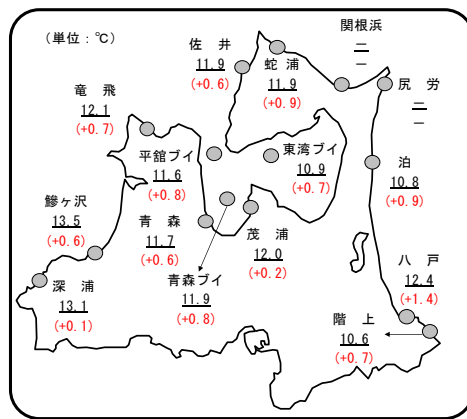 (単位：℃)
関根浜
二
一
佐井
11.9
(+0.6)
蛇浦
11.9
(+0.9)
尻労
二
一
竜飛
12.1
(+0.7)
平舘ブイ
11.6
(+0.8)
東湾ブイ
10.9
(+0.7)
泊
10.8
(+0.9)
鰺ヶ沢
13.5
(+0.6)
青森
11.7
(+0.6)
茂浦
12.0
(+0.2)
青森ブイ
11.9
(+0.8)
深浦
13.1
(+0.1)
八戸
12.4
(+1.4)
階上
10.6
(+0.7)